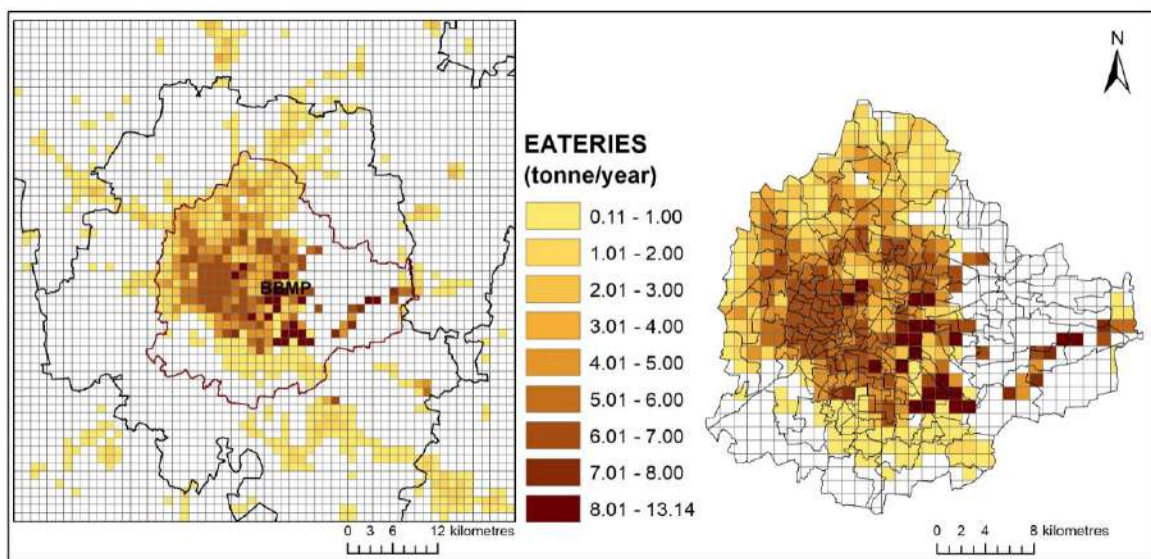 BBMP
0 3 6 12 kilometres
EATERIES
(tonne/year)
0.11 - 1.00
1.01 - 2.00
2.01 - 3.00
3.01 - 4.00
4.01 - 5.00
5.01 - 6.00
6.01 - 7.00
7.01 - 8.00
8.01 - 13.14
N
0 2 4 8 kilometres